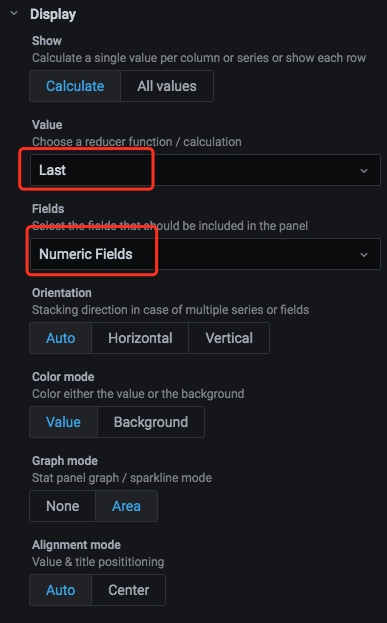 Display
Show
Calculate a single value per column or series or show each row
Calculate All values
Value
Choose a reducer function / calculation
Last
Fields
Select the fields that should be included in the panel
Numeric Fields
Orientation
Stacking direction in case of multiple series or fields
Auto Horizontal Vertical
Color mode
Color either the value or the background
Value Background
Graph mode
Stat panel graph / sparkline mode
None Area
Alignment mode
Value & title posititioning
Auto Center